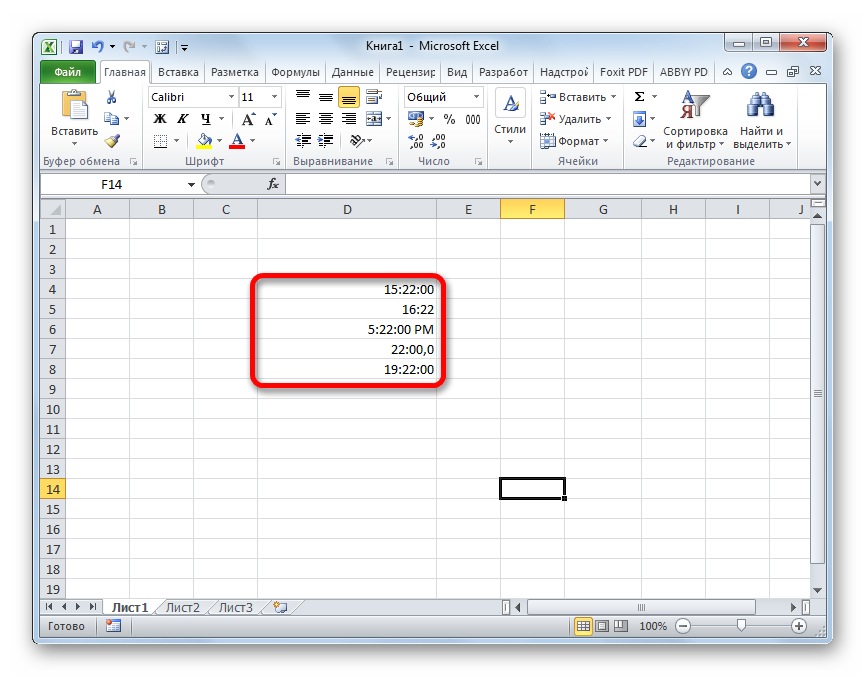 Книга1 - Microsoft Excel
Файл Главная Вставка Разметка Формулы Данные Рецензир Вид Разработ Надстрой Foxit PDF ABBYY PD
Вставить
Calibri 11
Ж К Ч А А
А
Общий
% 000
Стили
Вставить
Удалить
Формат
Σ
Сортировка и фильтр
Найти и выделить
Буфер обмена Шрифт Выравнивание Число Ячейки Редактирование
F14 fx
A B C D E F G H I J
1
2
3
4 15:22:00
5 16:22
6 5:22:00 PM
7 22:00,0
8 19:22:00
9
10
11
12
13
14
15
16
17
18
19
Лист1 Лист2 Лист3
Готово 100%